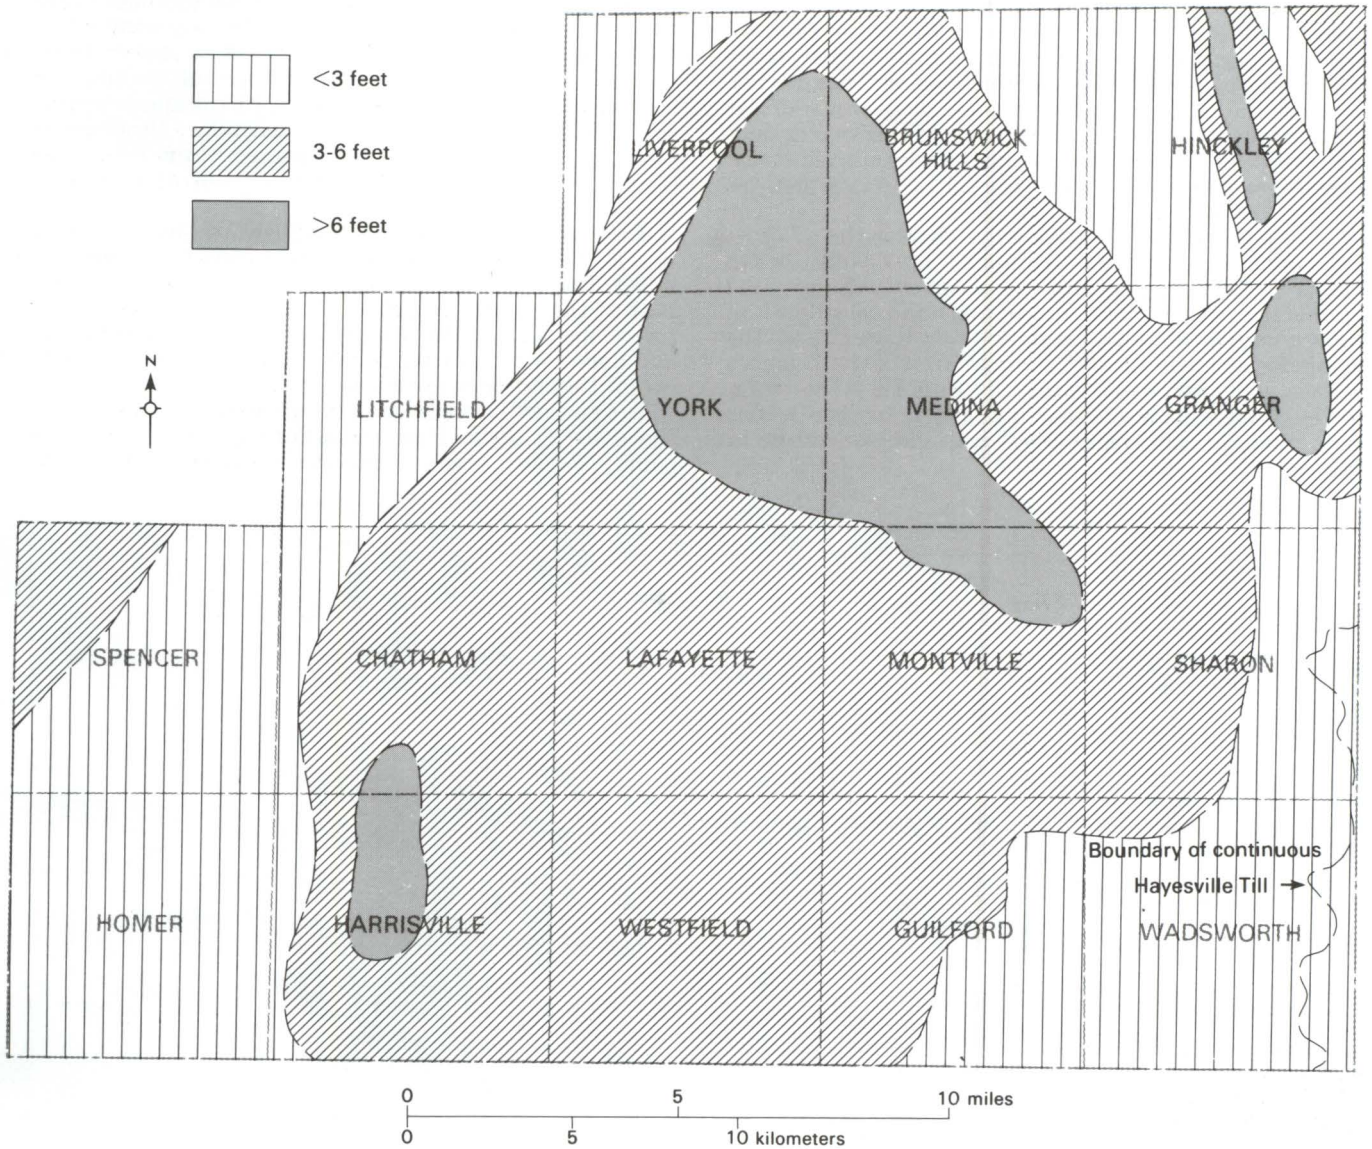 <3 feet
3-6 feet
>6 feet
N
LIVERPOOL
BRUNSWICK
HILLS
HINCKLEY
LITCHFIELD
YORK
MEDINA
GRANGER
SPENCER
CHATHAM
LAFAYETTE
MONTVILLE
SHARON
Boundary of continuous
Hayesville Till
HOMER
HARRISVILLE
WESTFIELD
GUILFORD
WADSWORTH
0 5 10 miles
0 5 10 kilometers